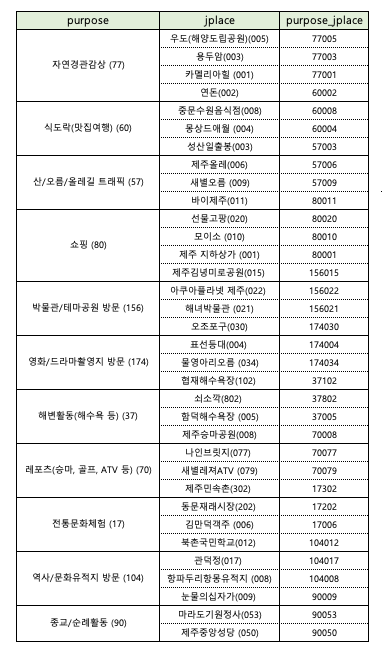 purpose jplace purpose_jplace
자연경관감상 (77) 우도(해양도립공원)(005) 77005
용두암(003) 77003
카멜리아힐 (001) 77001
연돈(002) 60002
식도락(맛집여행) (60) 중문수원음식점(008) 60008
몽상드애월 (004) 60004
성산일출봉(003) 57003
산/오름/올레길 트래픽 (57) 제주올레(006) 57006
새별오름 (009) 57009
바이제주(011) 80011
쇼핑 (80) 선물고팡(020) 80020
모이소 (010) 80010
제주 지하상가 (001) 80001
제주김녕미로공원(015) 156015
박물관/테마공원 방문 (156) 아쿠아플라넷 제주(022) 156022
해녀박물관 (021) 156021
오조포구(030) 174030
영화/드라마촬영지 방문 (174) 표선등대(004) 174004
물영아리오름 (034) 174034
협재해수욕장(102) 37102
해변활동(해수욕 등) (37) 쇠소깍(802) 37802
함덕해수욕장 (005) 37005
제주승마공원(008) 70008
레포츠(승마, 골프, ATV 등) (70) 나인브릿지(077) 70077
새별레져ATV (079) 70079
제주민속촌(302) 17302
전통문화체험 (17) 동문재래시장(202) 17202
김만덕객주 (006) 17006
북촌국민학교(012) 104012
역사/문화유적지 방문 (104) 관덕정(017) 104017
항파두리항몽유적지 (008) 104008
눈물의십자가(009) 90009
종교/순례활동 (90) 마라도기원정사(053) 90053
제주중앙성당 (050) 90050